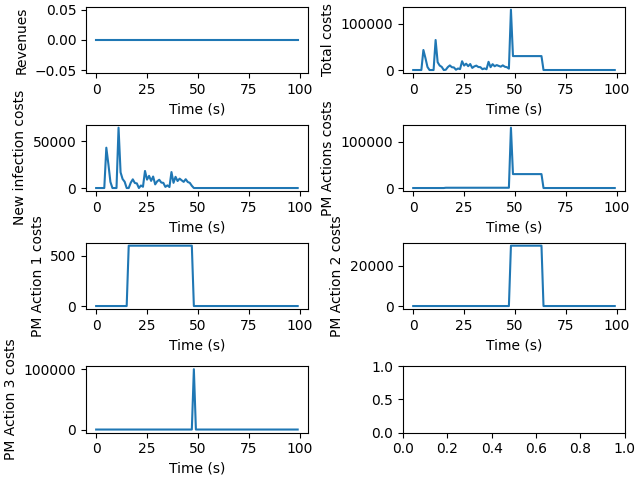 Revenues
0.05
0.00
−0.05
0 25 50 75 100
Time (s)
Total costs
100000
0
0 25 50 75 100
Time (s)
New infection costs
50000
0
0 25 50 75 100
Time (s)
PM Actions costs
100000
0
0 25 50 75 100
Time (s)
PM Action 1 costs
500
0
0 25 50 75 100
Time (s)
PM Action 2 costs
20000
0
0 25 50 75 100
Time (s)
PM Action 3 costs
100000
0
0 25 50 75 100
Time (s)
1.0
0.5
0.0
0.0 0.2 0.4 0.6 0.8 1.0